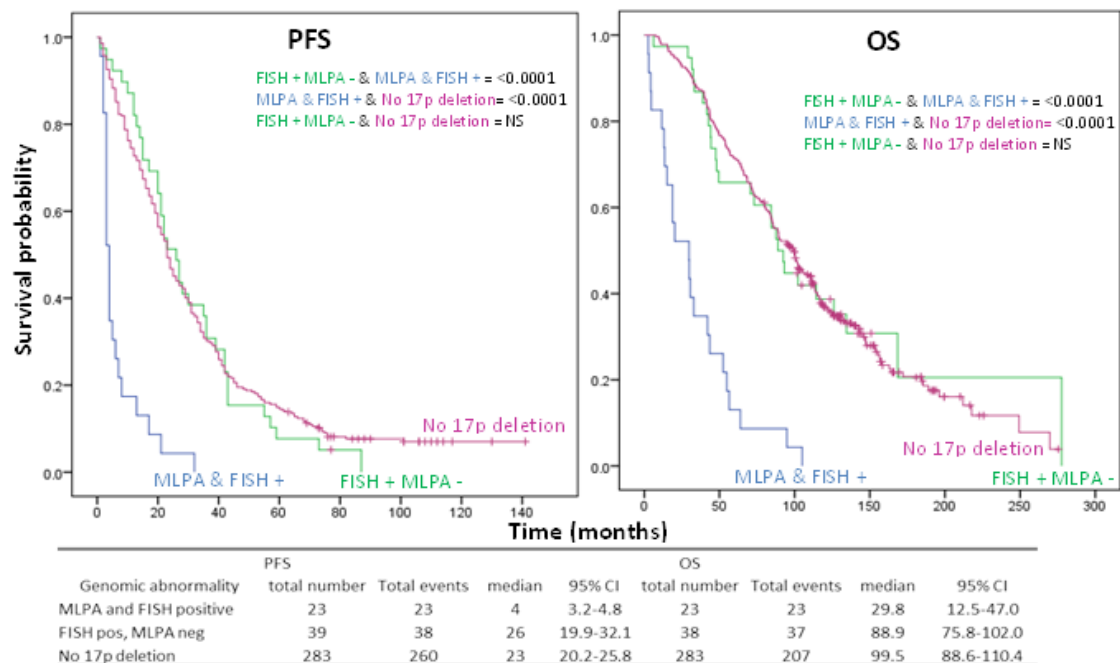 PFS
FISH + MLPA - & MLPA & FISH + = <0.0001
MLPA & FISH + & No 17p deletion= <0.0001
FISH + MLPA - & No 17p deletion = NS
Survival probability
1.0
0.8
0.6
0.4
0.2
0.0
No 17p deletion
MLPA & FISH +
FISH + MLPA -
0 20 40 60 80 100 120 140
OS
FISH + MLPA - & MLPA & FISH + = <0.0001
MLPA & FISH + & No 17p deletion= <0.0001
FISH + MLPA - & No 17p deletion = NS
1.0
0.8
0.6
0.4
0.2
0.0
No 17p deletion
MLPA & FISH +
FISH + MLPA -
0 50 100 150 200 250 300
Time (months)
PFS OS
Genomic abnormality total number Total events median 95% CI total number Total events median 95% CI
MLPA and FISH positive 23 23 4 3.2-4.8 23 23 29.8 12.5-47.0
FISH pos, MLPA neg 39 38 26 19.9-32.1 38 37 88.9 75.8-102.0
No 17p deletion 283 260 23 20.2-25.8 283 207 99.5 88.6-110.4